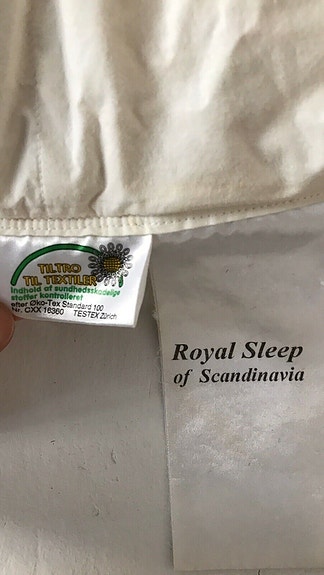 TILTRO
TIL TEXTILER
Indhold af sundhedsskadelige
stoffer kontrolleret
efter Øko-Tex Standard 100
Nr. CXX 16360 TESTEX Zürich
Royal Sleep
of Scandinavia